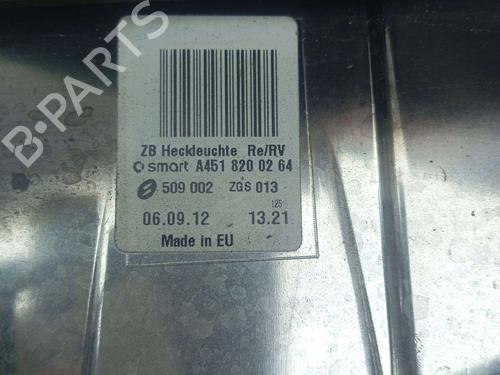 ZB Heckleuchte Re/RV
smart A451 820 02 64
509 002 ZGS 013
126
06.09.12 13.21
Made in EU
B-PARTS